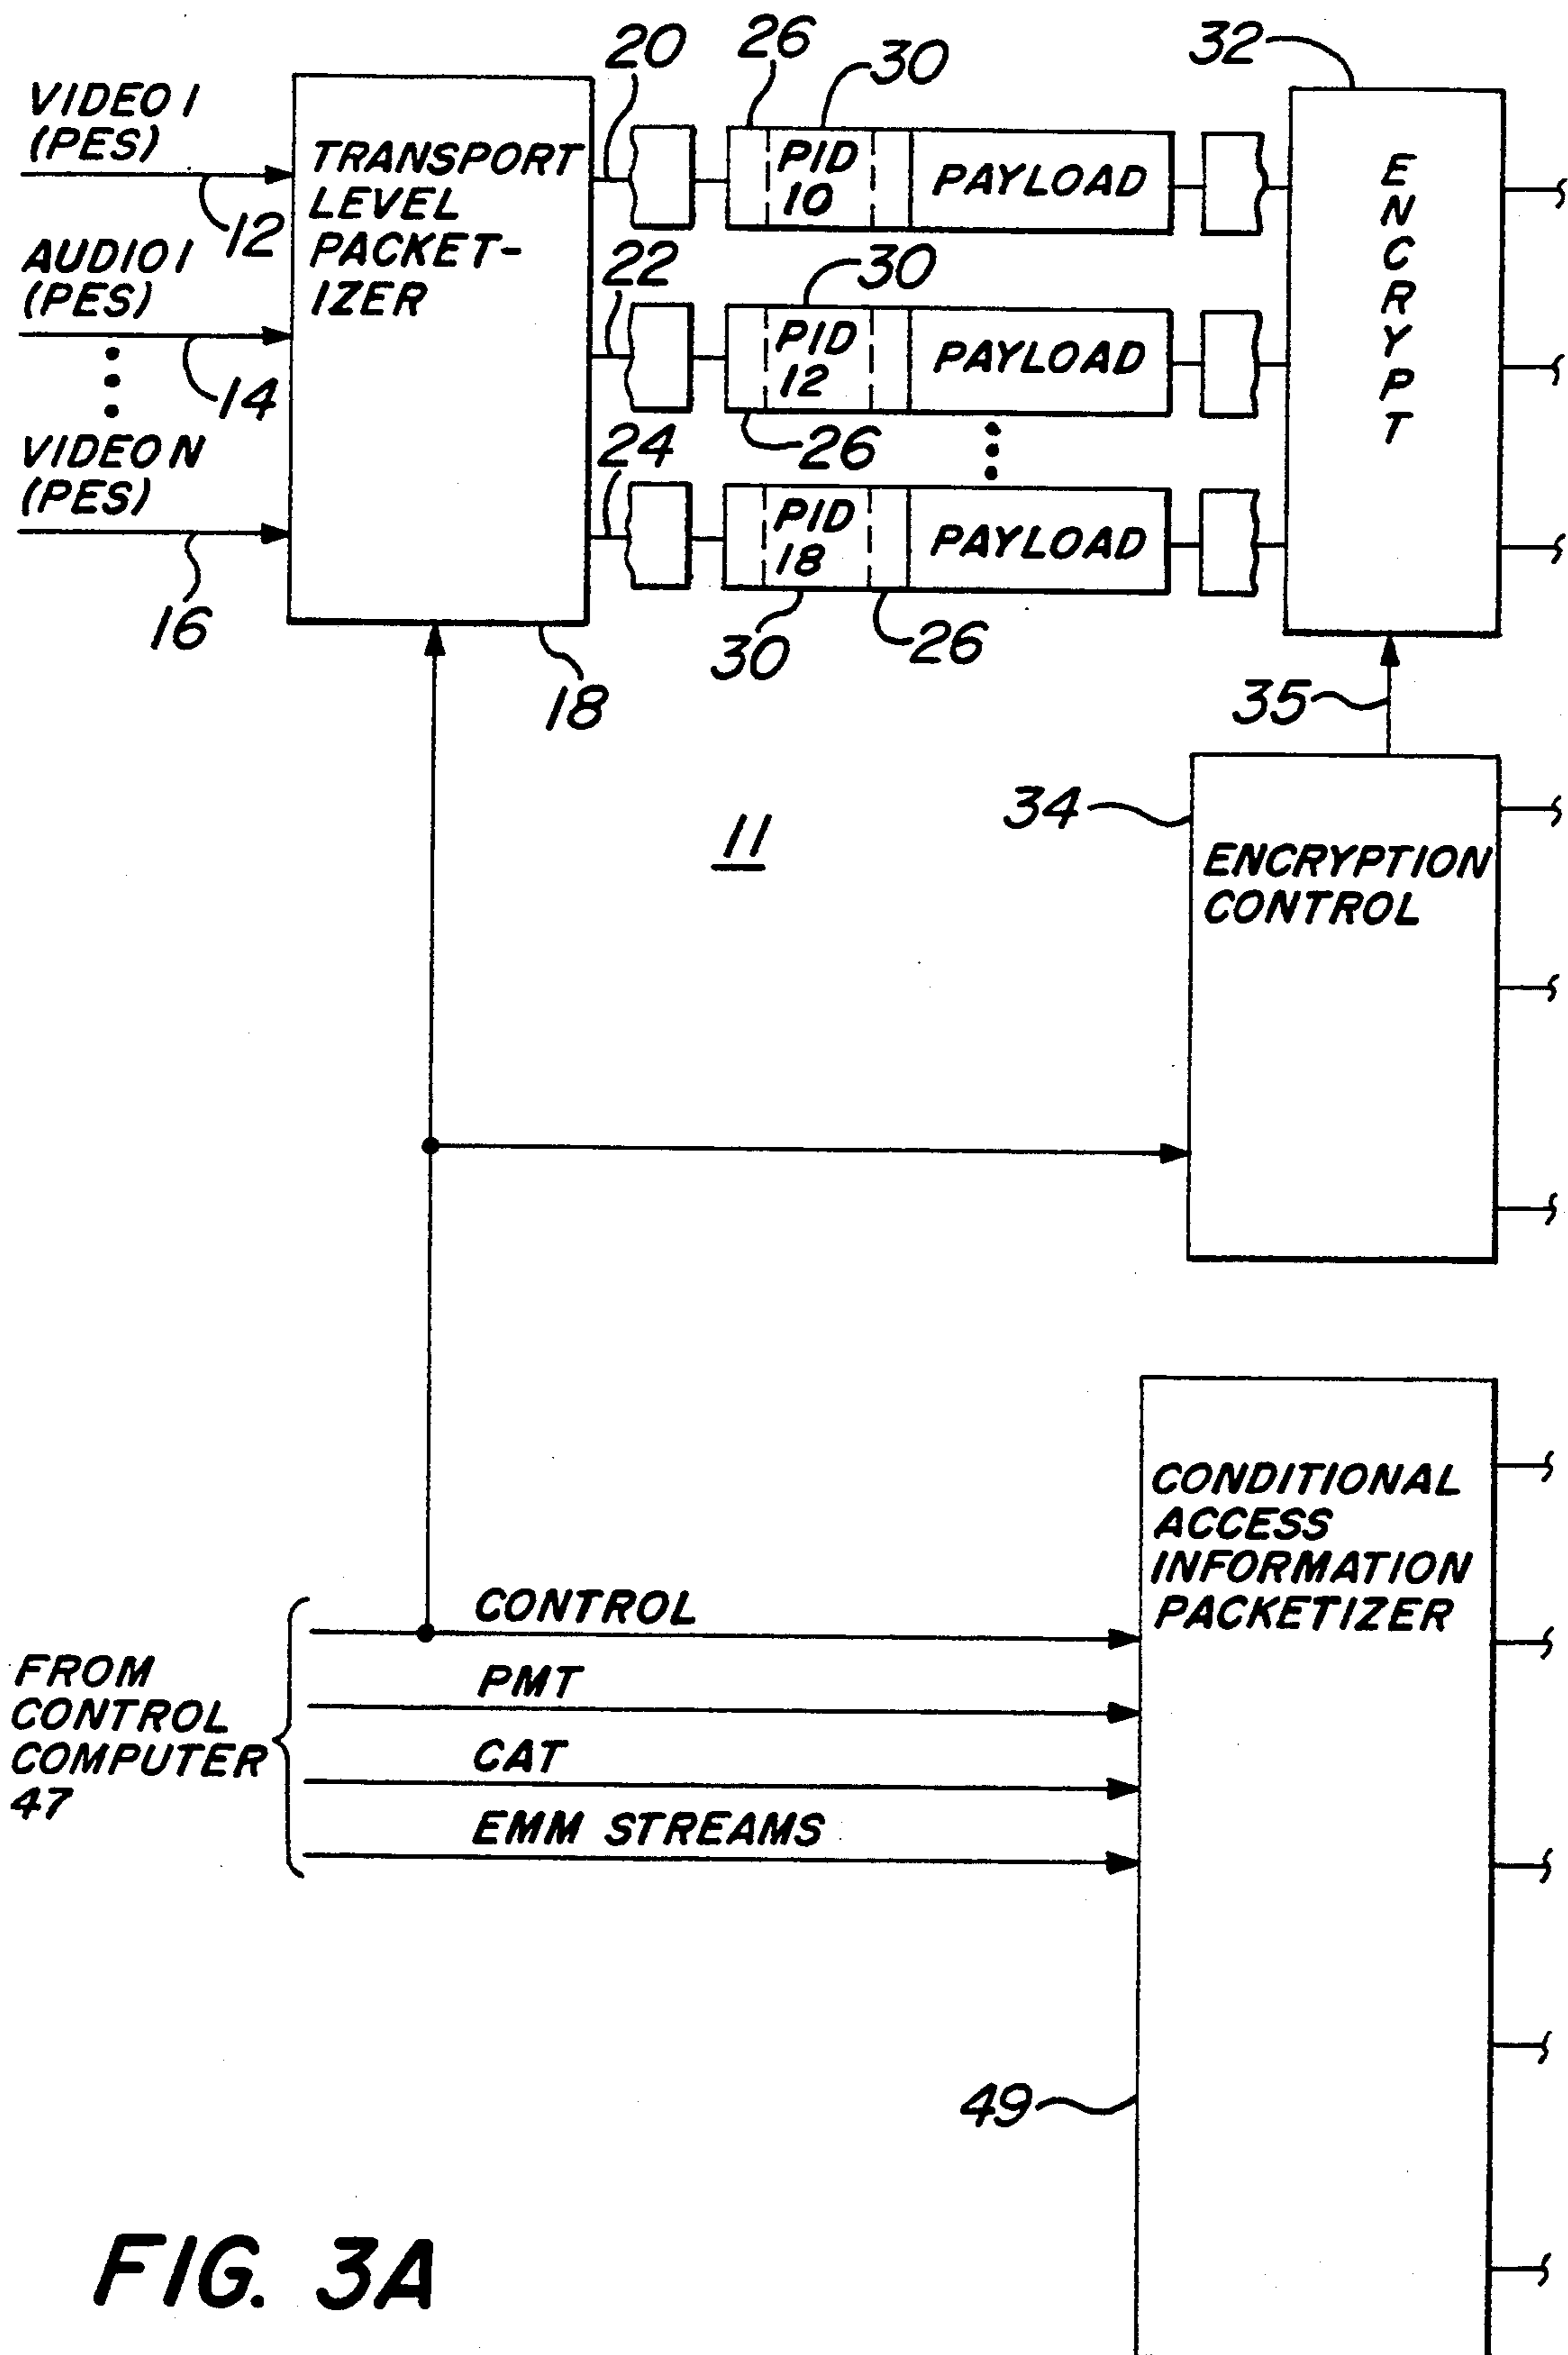 20
26
30
32
VIDEO 1
(PES)
12
TRANSPORT
LEVEL
PACKET-
IZER
PID
10
PAYLOAD
ENCRYPT
AUDIO 1
(PES)
14
22
30
PID
12
PAYLOAD
26
VIDEO N
(PES)
16
24
PID
18
PAYLOAD
30
26
18
35
34
11
ENCRYPTION
CONTROL
CONDITIONAL
ACCESS
INFORMATION
PACKETIZER
FROM
CONTROL
COMPUTER
47
CONTROL
PMT
CAT
EMM STREAMS
49
FIG. 3A